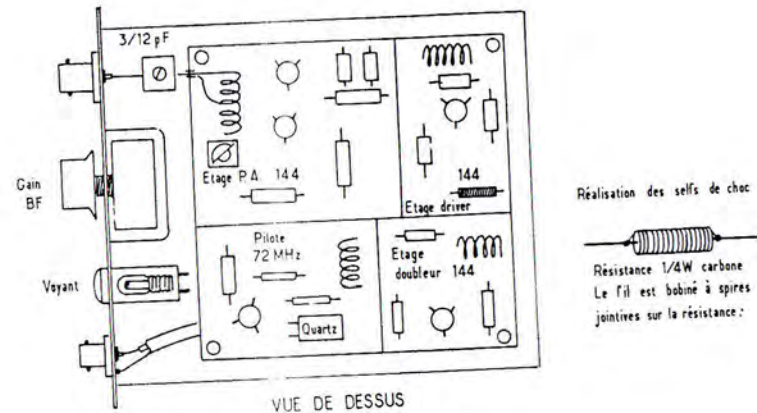 3/12 pF
Gain
BF
Etage P.A. 144
144
Etage driver
Pilote
72 MHz
Etage
doubleur 144
Voyant
Quartz
VUE DE DESSUS
Réalisation des selfs de choc
Résistance 1/4W carbone
Le fil est bobiné à spires
jointives sur la résistance.